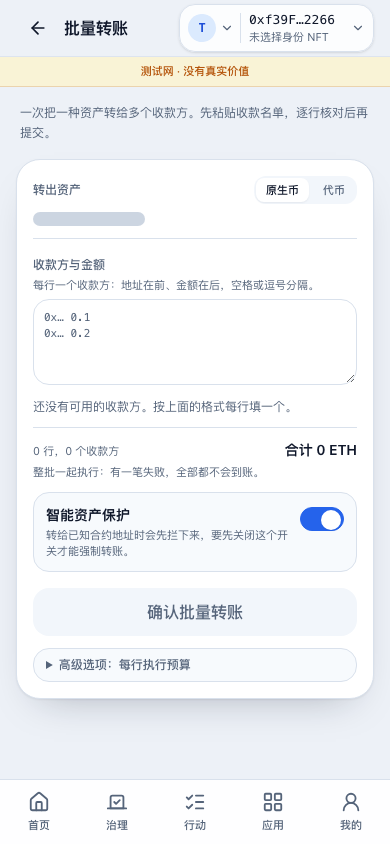 批量转账
T
0xf39F…2266
未选择身份 NFT
测试网 · 没有真实价值
一次把一种资产转给多个收款方。先粘贴收款名单，逐行核对后再
提交。
转出资产
原生币
代币
收款方与金额
每行一个收款方：地址在前、金额在后，空格或逗号分隔。
0x… 0.1
0x… 0.2
还没有可用的收款方。按上面的格式每行填一个。
0 行，0 个收款方
合计 0 ETH
整批一起执行：有一笔失败，全部都不会到账。
智能资产保护
转给已知合约地址时会先拦下来，要先关闭这个开
关才能强制转账。
确认批量转账
高级选项：每行执行预算
首页
治理
行动
应用
我的